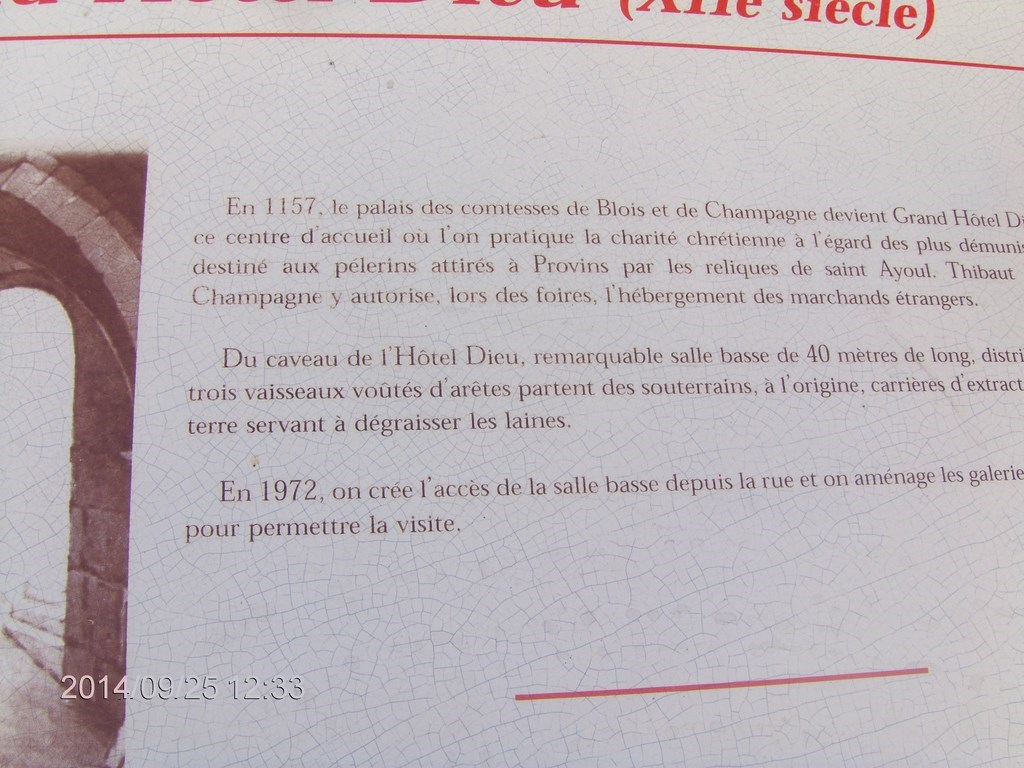 Hôtel Dieu (XIIe siècle)
En 1157, le palais des comtesses de Blois et de Champagne devient Grand Hôtel D
ce centre d'accueil où l'on pratique la charité chrétienne à l'égard des plus démunis
destiné aux pélerins attirés à Provins par les reliques de saint Ayoul. Thibaut
Champagne y autorise, lors des foires, l'hébergement des marchands étrangers.
Du caveau de l'Hôtel Dieu, remarquable salle basse de 40 mètres de long, distri
trois vaisseaux voûtés d'arêtes partent des souterrains, à l'origine, carrières d'extract
terre servant à dégraisser les laines.
En 1972, on crée l'accès de la salle basse depuis la rue et on aménage les galerie
pour permettre la visite.
2014/09/25 12:33